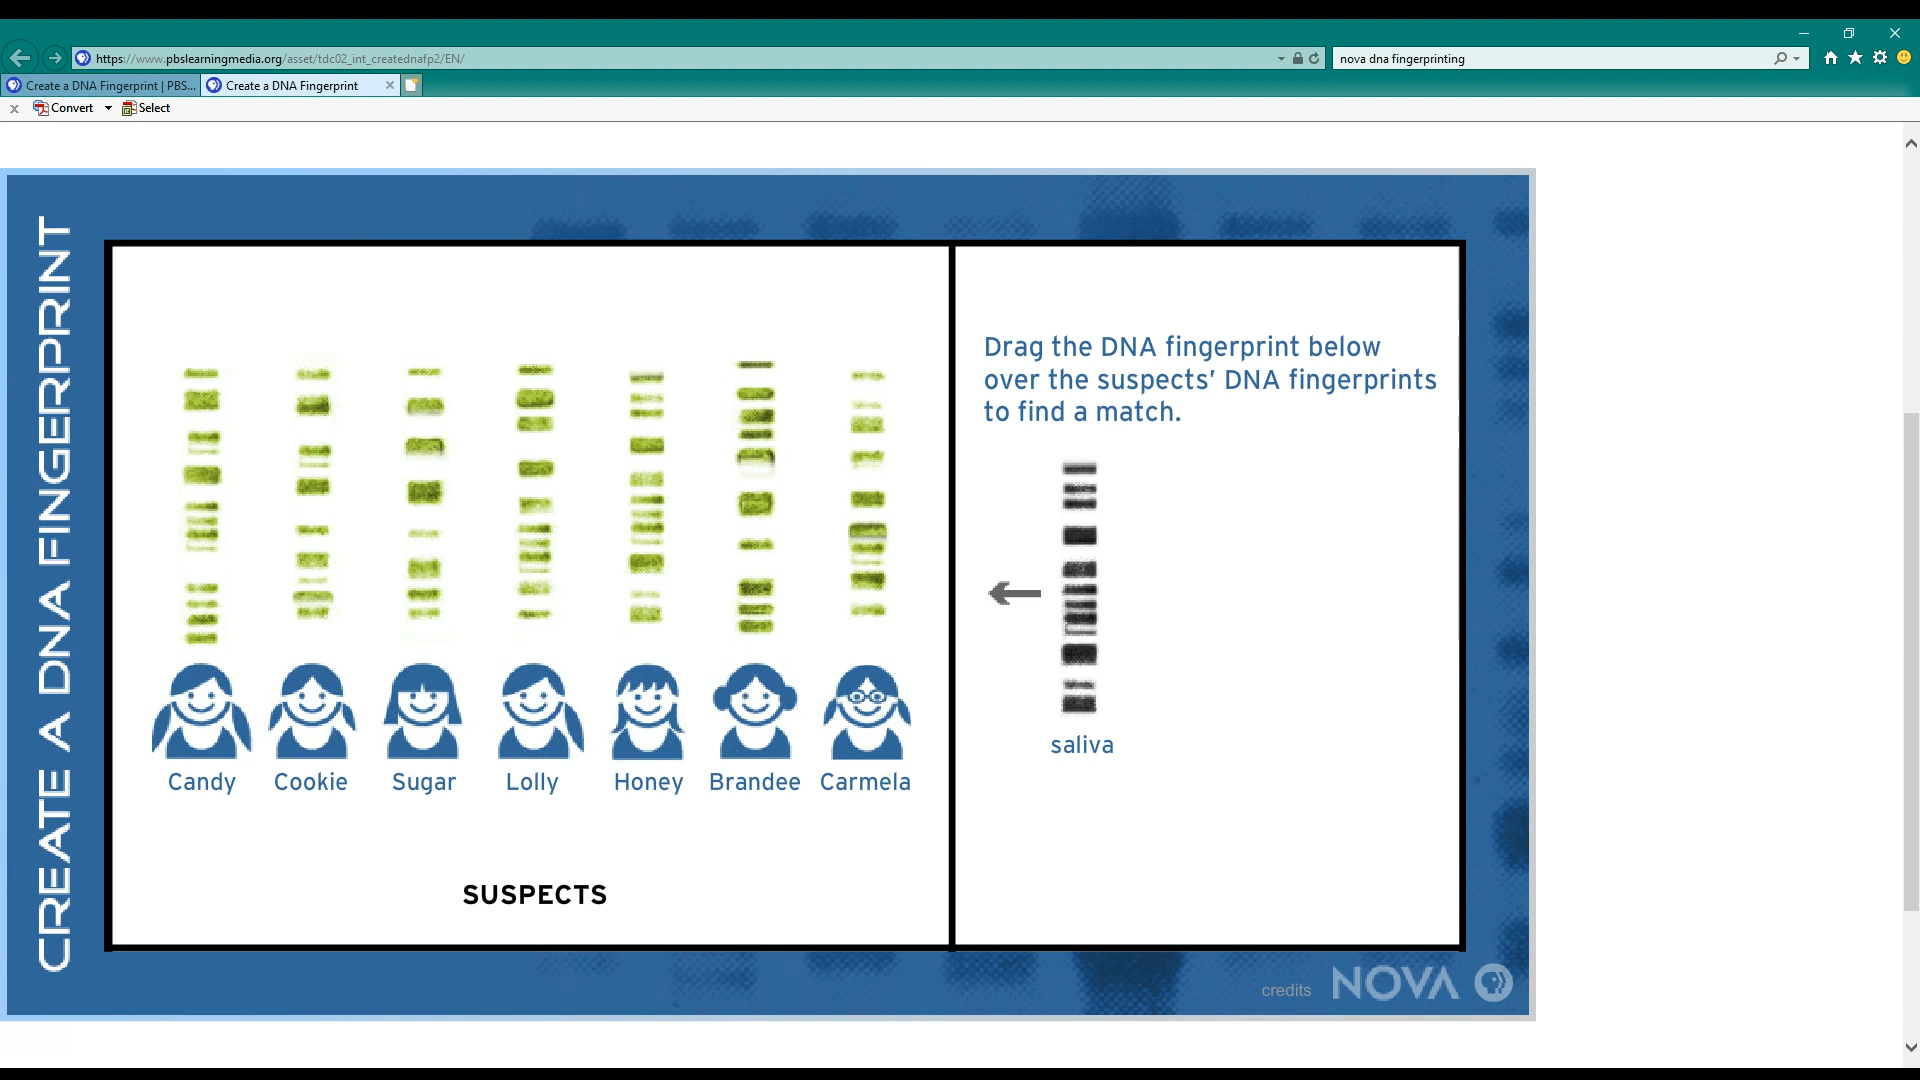 https://www.pbslearningmedia.org/asset/tdc02_int_creatednafp2/EN/
nova dna fingerprinting
Create a DNA Fingerprint | PBS...
Create a DNA Fingerprint
x
Convert
Select
CREATE A DNA FINGERPRINT
Drag the DNA fingerprint below
over the suspects' DNA fingerprints
to find a match.
saliva
Candy Cookie Sugar Lolly Honey Brandee Carmela
SUSPECTS
credits
NOVA